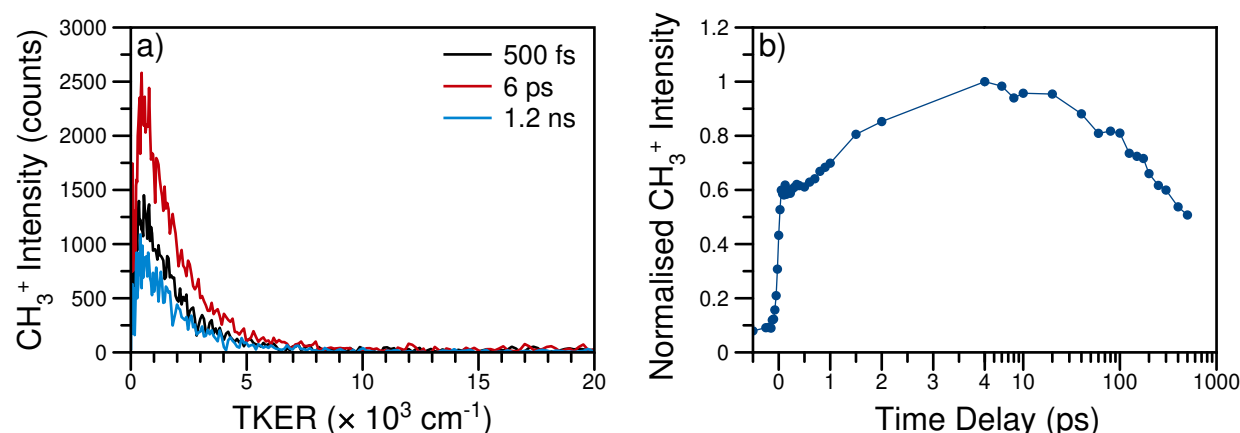 a)
500 fs
6 ps
1.2 ns
CH₃⁺ Intensity (counts)
3000
2500
2000
1500
1000
500
0
0 5 10 15 20
TKER (× 10³ cm⁻¹)
b)
Normalised CH₃⁺ Intensity
1.2
1
0.8
0.6
0.4
0.2
0
0 1 2 3 4 10 100 1000
Time Delay (ps)